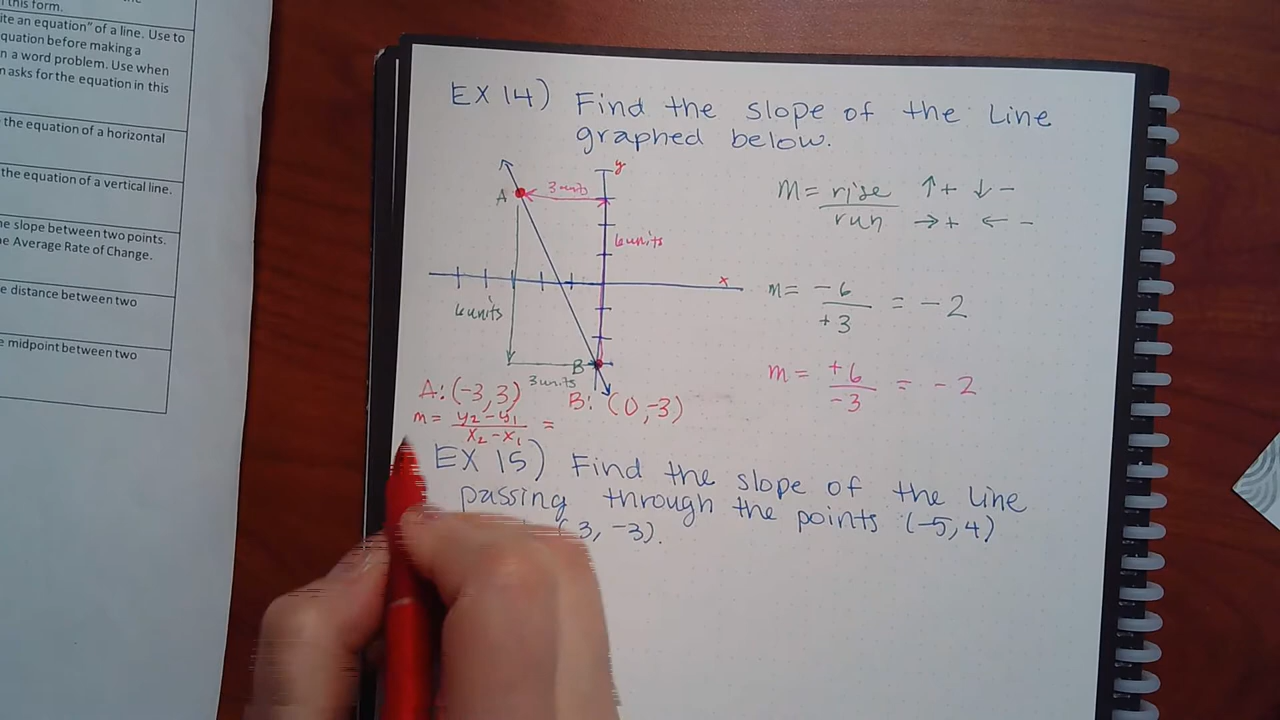 this form.
ite an equation" of a line. Use to
quation before making a
n a word problem. Use when
asks for the equation in this
the equation of a horizontal
the equation of a vertical line.
e slope between two points.
e Average Rate of Change.
e distance between two
e midpoint between two
EX 14) Find the slope of the line
graphed below.
y
A
3 units
6 units
x
6 units
B
3 units
A: (-3, 3)
B: (0, -3)
m = y₂ - y₁ / x₂ - x₁ =
m = rise / run ↑ + ↓ - → + ← -
m = -6 / +3 = -2
m = +6 / -3 = -2
EX 15) Find the slope of the line
passing through the points (-5, 4)
3, -3).